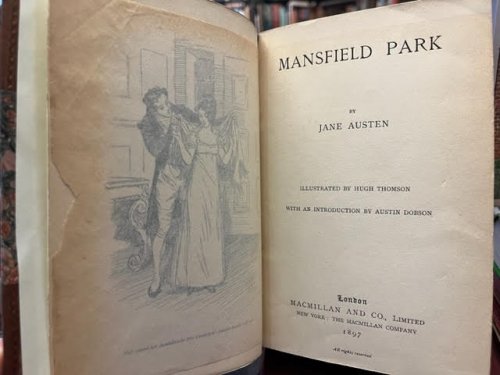 MANSFIELD PARK
BY
JANE AUSTEN
ILLUSTRATED BY HUGH THOMSON
WITH AN INTRODUCTION BY AUSTIN DOBSON
London
MACMILLAN AND CO., LIMITED
NEW YORK: THE MACMILLAN COMPANY
1897
All rights reserved